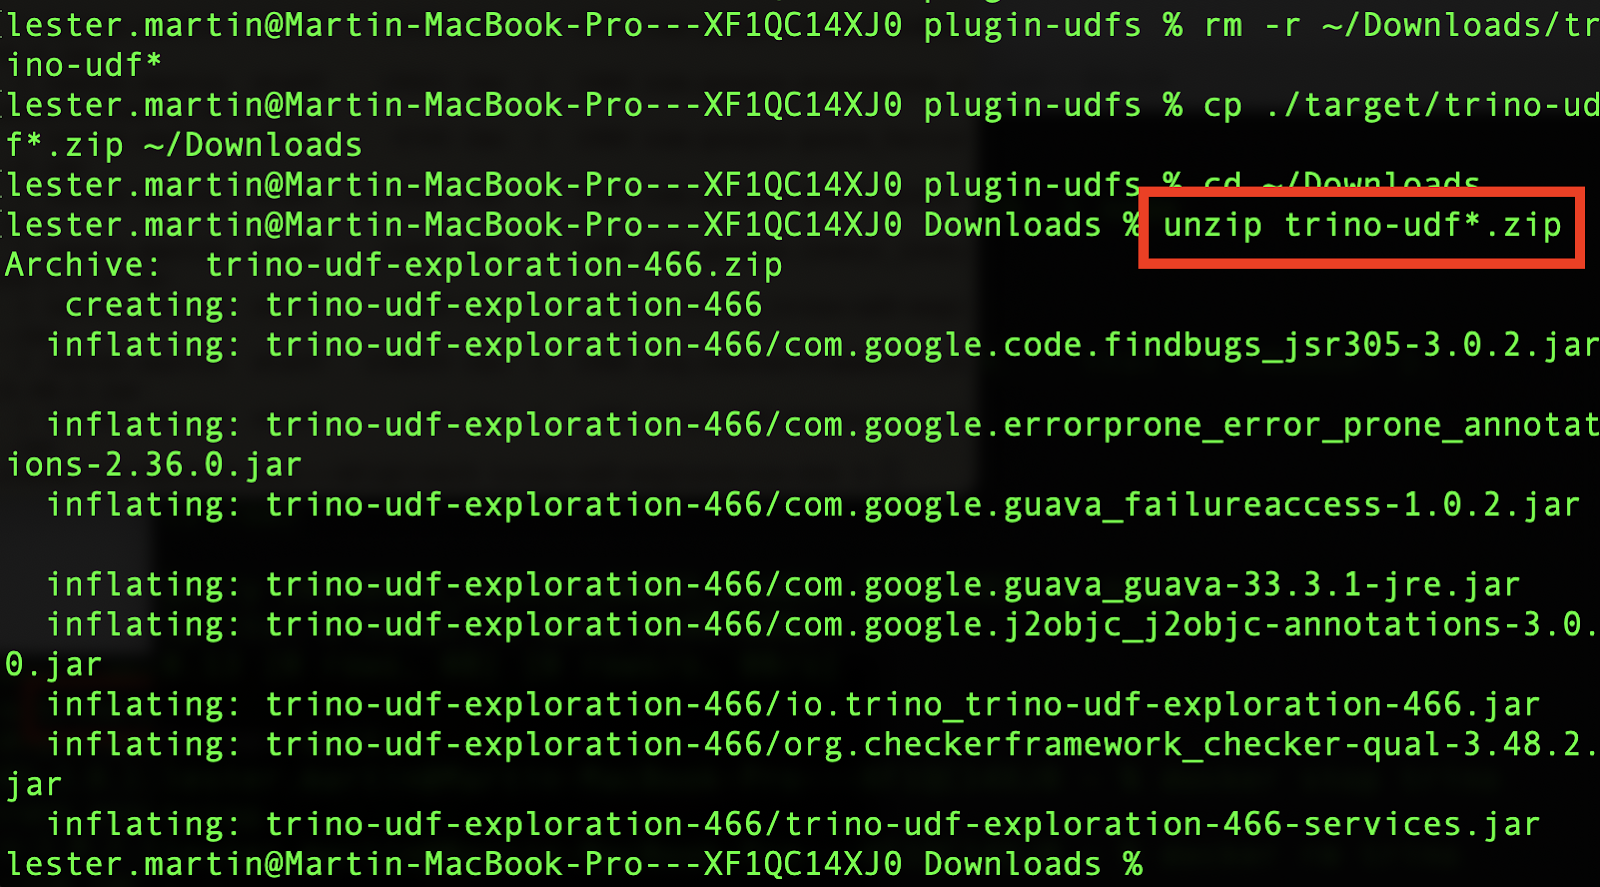 lester.martin@Martin-MacBook-Pro---XF1QC14XJ0 plugin-udfs % rm -r ~/Downloads/tr
ino-udf*
lester.martin@Martin-MacBook-Pro---XF1QC14XJ0 plugin-udfs % cp ./target/trino-ud
f*.zip ~/Downloads
lester.martin@Martin-MacBook-Pro---XF1QC14XJ0 plugin-udfs % cd ~/Downloads
lester.martin@Martin-MacBook-Pro---XF1QC14XJ0 Downloads % unzip trino-udf*.zip
Archive:  trino-udf-exploration-466.zip
   creating: trino-udf-exploration-466
  inflating: trino-udf-exploration-466/com.google.code.findbugs_jsr305-3.0.2.jar
  inflating: trino-udf-exploration-466/com.google.errorprone_error_prone_annotat
ions-2.36.0.jar
  inflating: trino-udf-exploration-466/com.google.guava_failureaccess-1.0.2.jar
  inflating: trino-udf-exploration-466/com.google.guava_guava-33.3.1-jre.jar
  inflating: trino-udf-exploration-466/com.google.j2objc_j2objc-annotations-3.0.
0.jar
  inflating: trino-udf-exploration-466/io.trino_trino-udf-exploration-466.jar
  inflating: trino-udf-exploration-466/org.checkerframework_checker-qual-3.48.2.
jar
  inflating: trino-udf-exploration-466/trino-udf-exploration-466-services.jar
lester.martin@Martin-MacBook-Pro---XF1QC14XJ0 Downloads %